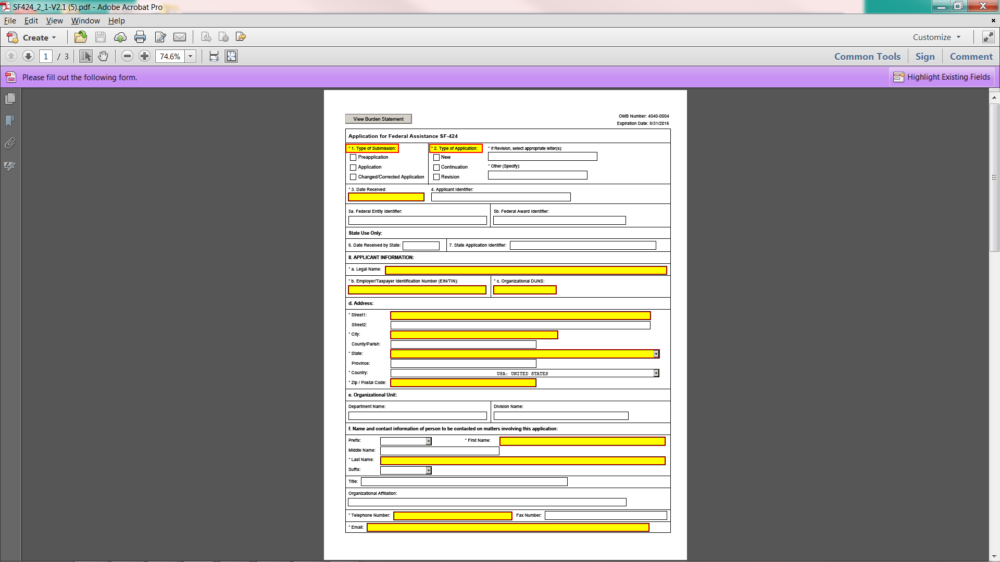 SF424_2_1-V2.1 (5).pdf - Adobe Acrobat Pro
File Edit View Window Help
Create Customize
1 / 3 74.6% Common Tools Sign Comment
Please fill out the following form. Highlight Existing Fields
View Burden Statement
OMB Number: 4040-0004
Expiration Date: 8/31/2016
Application for Federal Assistance SF-424
* 1. Type of Submission: * 2. Type of Application: * If Revision, select appropriate letter(s):
Preapplication New
Application Continuation * Other (Specify):
Changed/Corrected Application Revision
* 3. Date Received: 4. Applicant Identifier:
5a. Federal Entity Identifier: 5b. Federal Award Identifier:
State Use Only:
6. Date Received by State: 7. State Application Identifier:
8. APPLICANT INFORMATION:
* a. Legal Name:
* b. Employer/Taxpayer Identification Number (EIN/TIN): * c. Organizational DUNS:
d. Address:
* Street1:
Street2:
* City:
County/Parish:
* State:
Province:
* Country: USA: UNITED STATES
* Zip / Postal Code:
e. Organizational Unit:
Department Name: Division Name:
f. Name and contact information of person to be contacted on matters involving this application:
Prefix: * First Name:
Middle Name:
* Last Name:
Suffix:
Title:
Organizational Affiliation:
* Telephone Number: Fax Number:
* Email: